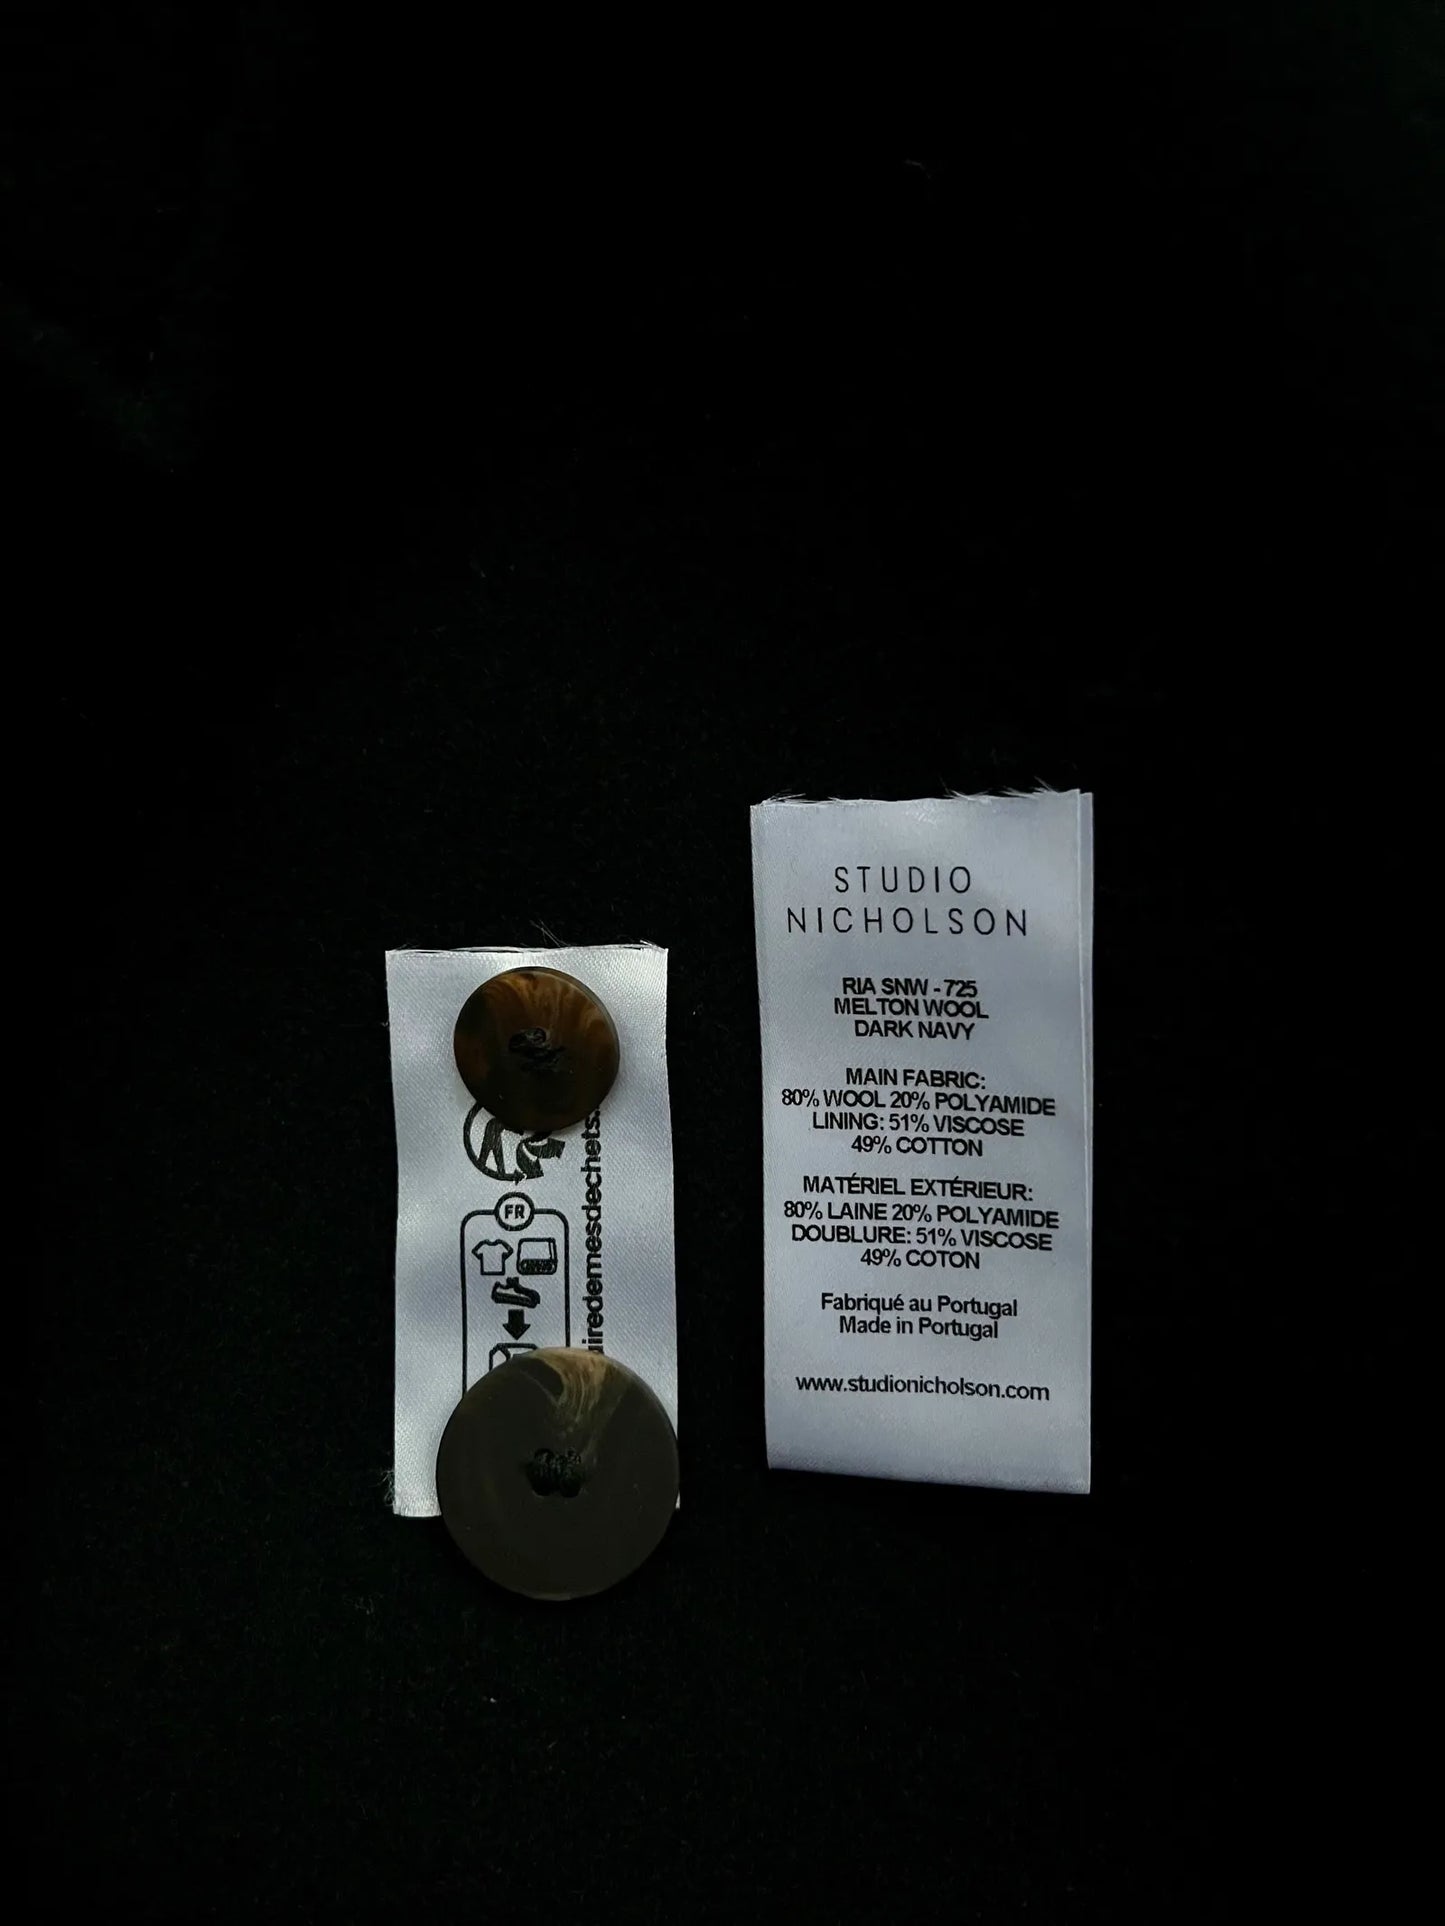 FR
STUDIO
NICHOLSON
RIA SNW - 725
MELTON WOOL
DARK NAVY
MAIN FABRIC:
80% WOOL 20% POLYAMIDE
LINING: 51% VISCOSE
49% COTTON
MATÉRIEL EXTÉRIEUR:
80% LAINE 20% POLYAMIDE
DOUBLURE: 51% VISCOSE
49% COTON
Fabriqué au Portugal
Made in Portugal
www.studionicholson.com